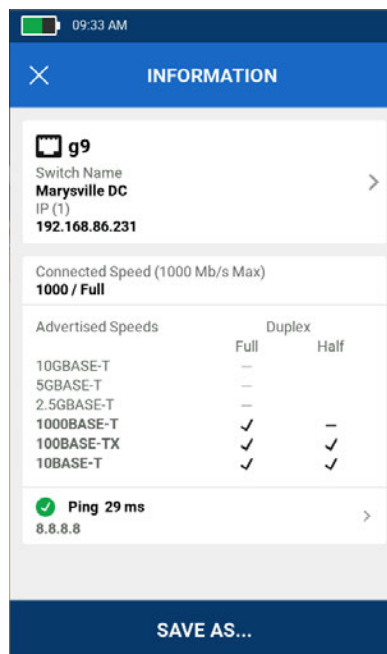 09:33 AM
INFORMATION
g9
Switch Name
Marysville DC
IP (1)
192.168.86.231
Connected Speed (1000 Mb/s Max)
1000 / Full
Advertised Speeds Duplex
Full Half
10GBASE-T –
5GBASE-T –
2.5GBASE-T –
1000BASE-T ✓ –
100BASE-TX ✓ ✓
10BASE-T ✓ ✓
Ping 29 ms
8.8.8.8
SAVE AS...